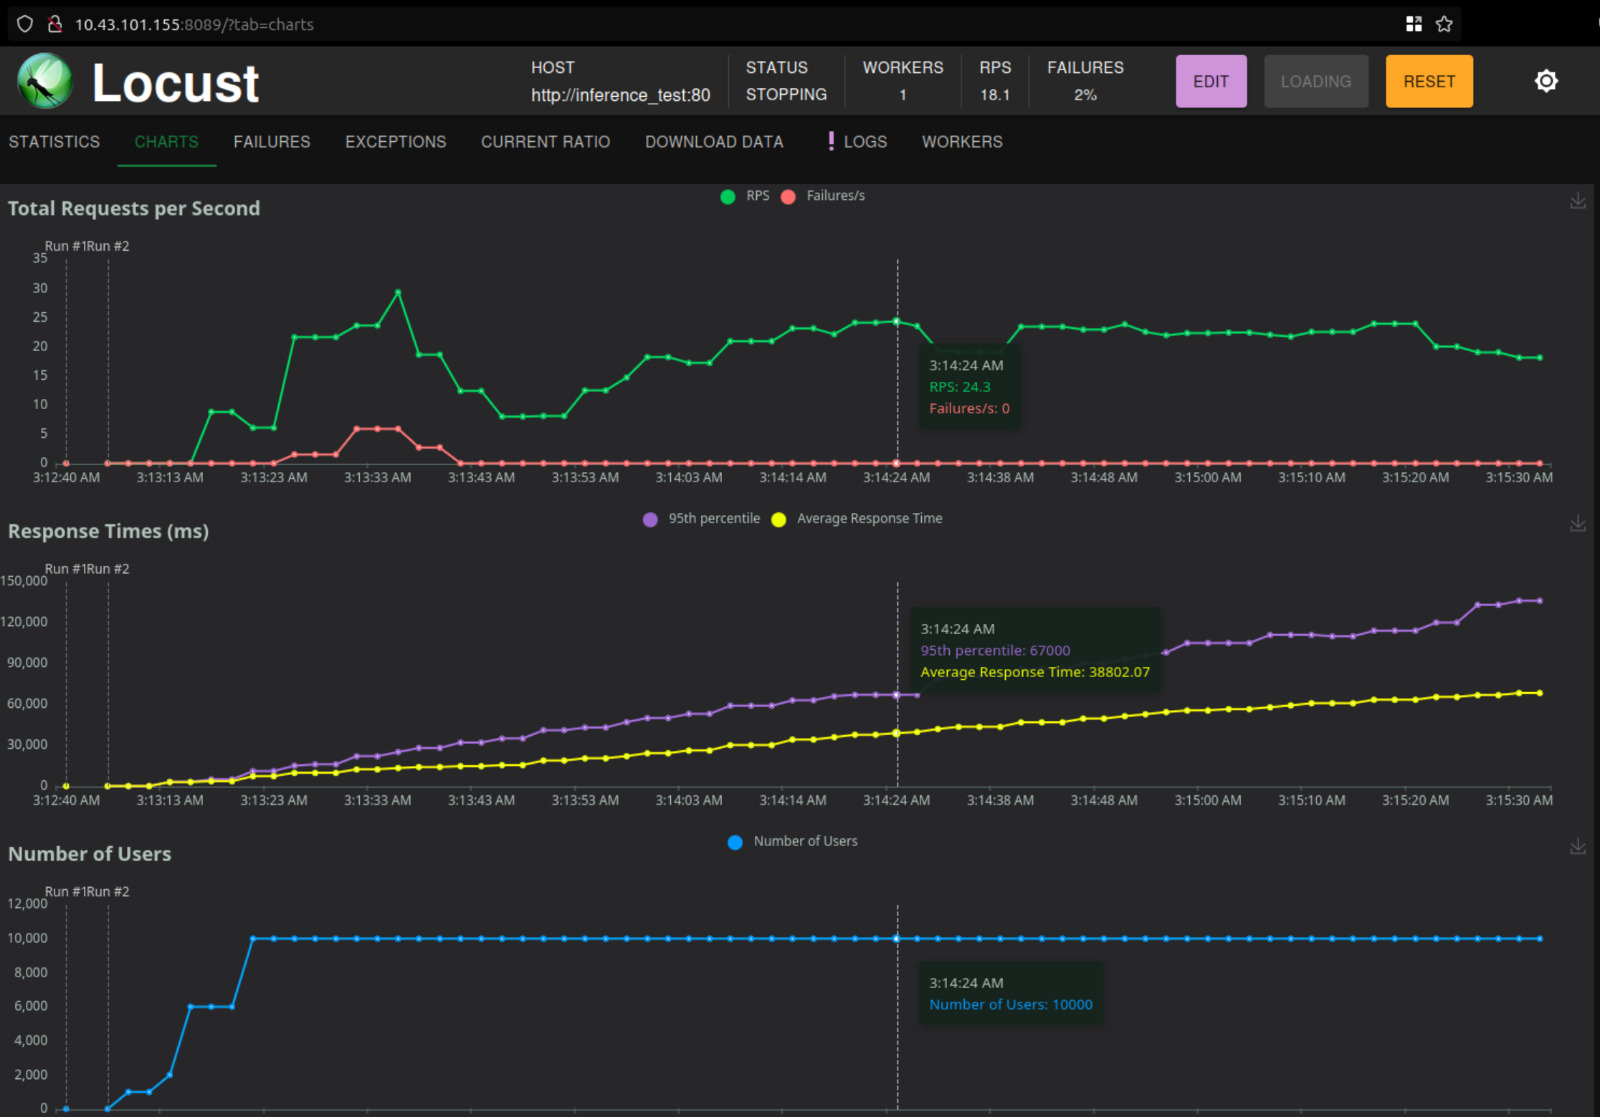 10.43.101.155:8089/?tab=charts
Locust
HOST
http://inference_test:80
STATUS
STOPPING
WORKERS
1
RPS
18.1
FAILURES
2%
EDIT
LOADING
RESET
STATISTICS CHARTS FAILURES EXCEPTIONS CURRENT RATIO DOWNLOAD DATA ! LOGS WORKERS
Total Requests per Second
RPS Failures/s
Run #1Run #2
35
30
25
20
15
10
5
0
3:14:24 AM
RPS: 24.3
Failures/s: 0
3:12:40 AM 3:13:13 AM 3:13:23 AM 3:13:33 AM 3:13:43 AM 3:13:53 AM 3:14:03 AM 3:14:14 AM 3:14:24 AM 3:14:38 AM 3:14:48 AM 3:15:00 AM 3:15:10 AM 3:15:20 AM 3:15:30 AM
Response Times (ms)
95th percentile Average Response Time
Run #1Run #2
150,000
120,000
90,000
60,000
30,000
0
3:14:24 AM
95th percentile: 67000
Average Response Time: 38802.07
3:12:40 AM 3:13:13 AM 3:13:23 AM 3:13:33 AM 3:13:43 AM 3:13:53 AM 3:14:03 AM 3:14:14 AM 3:14:24 AM 3:14:38 AM 3:14:48 AM 3:15:00 AM 3:15:10 AM 3:15:20 AM 3:15:30 AM
Number of Users
Number of Users
Run #1Run #2
12,000
10,000
8,000
6,000
4,000
2,000
0
3:14:24 AM
Number of Users: 10000